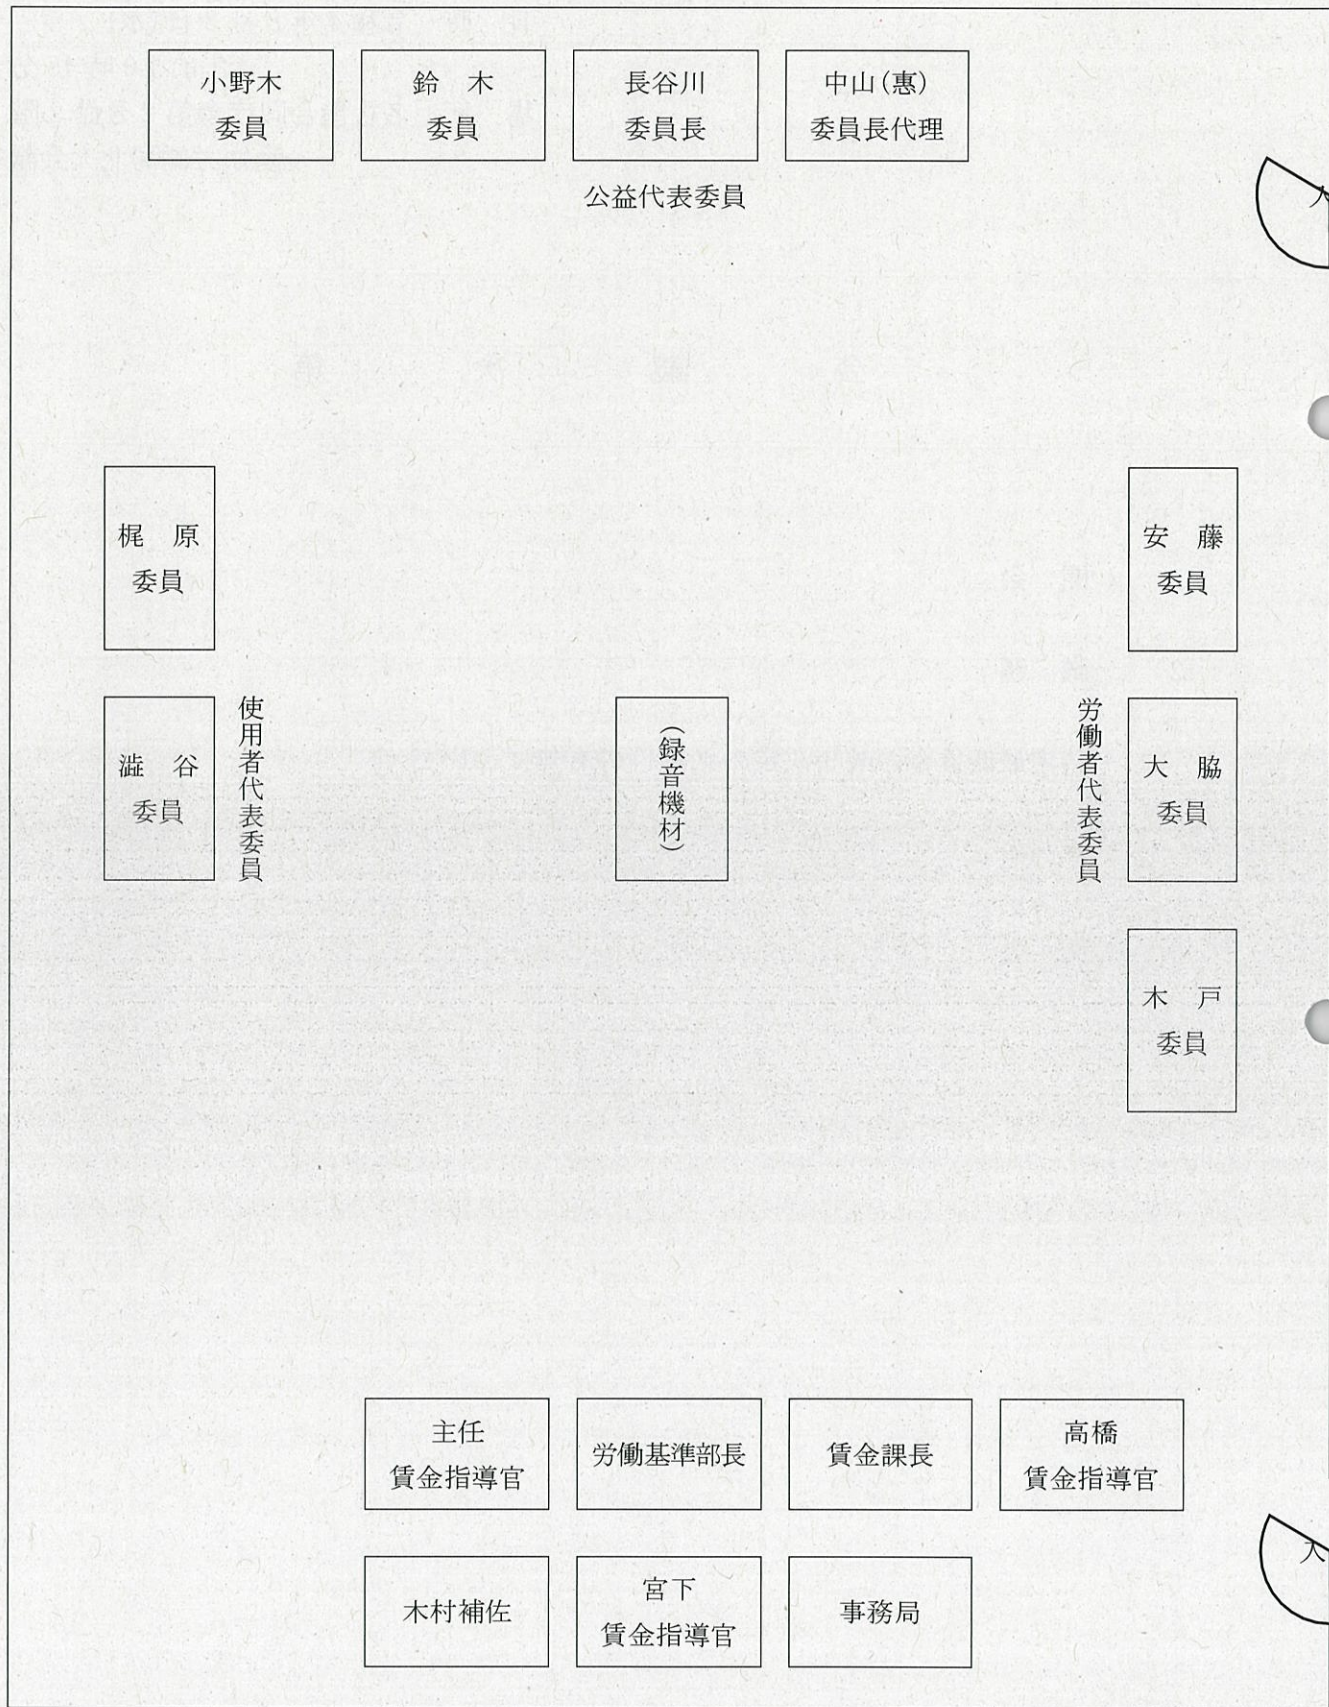 小野木
委員
鈴　木
委員
長谷川
委員長
中山(惠)
委員長代理
公益代表委員
梶　原
委員
澁　谷
委員
使用者代表委員
(録音機材)
労働者代表委員
安　藤
委員
大　脇
委員
木　戸
委員
主任
賃金指導官
労働基準部長
賃金課長
高橋
賃金指導官
木村補佐
宮下
賃金指導官
事務局